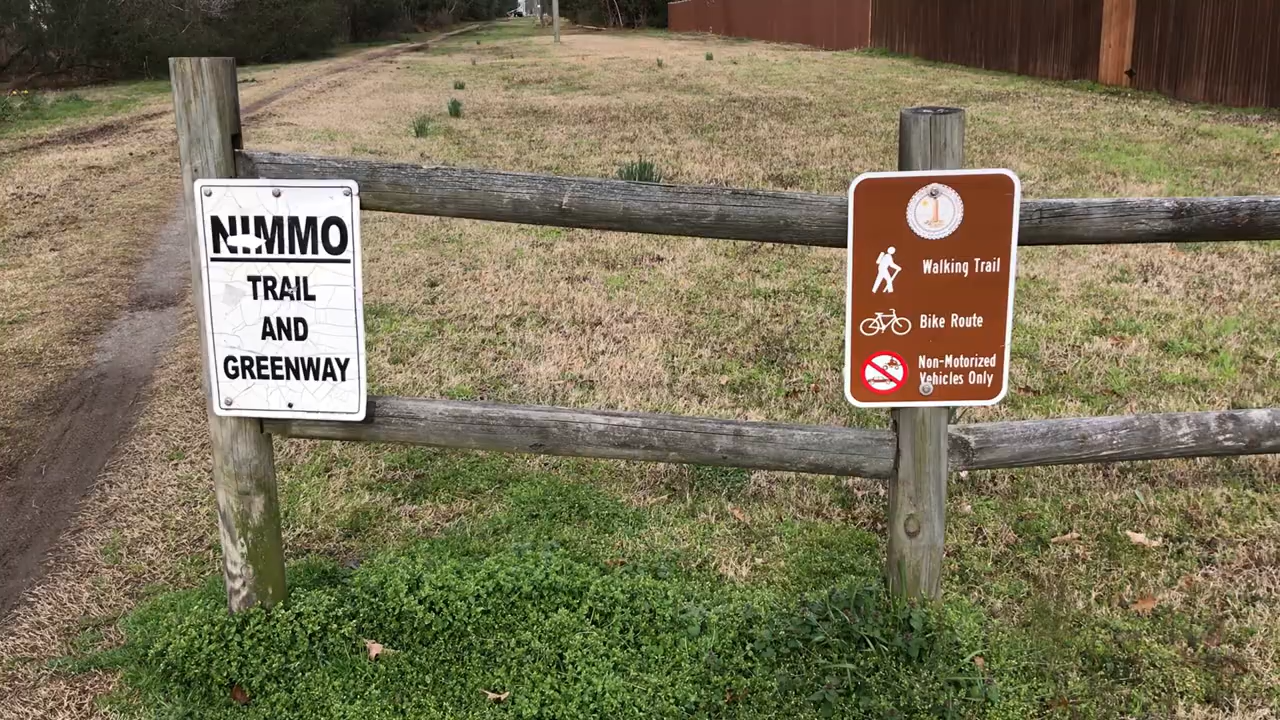 NIMMO
TRAIL
AND
GREENWAY
Walking Trail
Bike Route
Non-Motorized
Vehicles Only